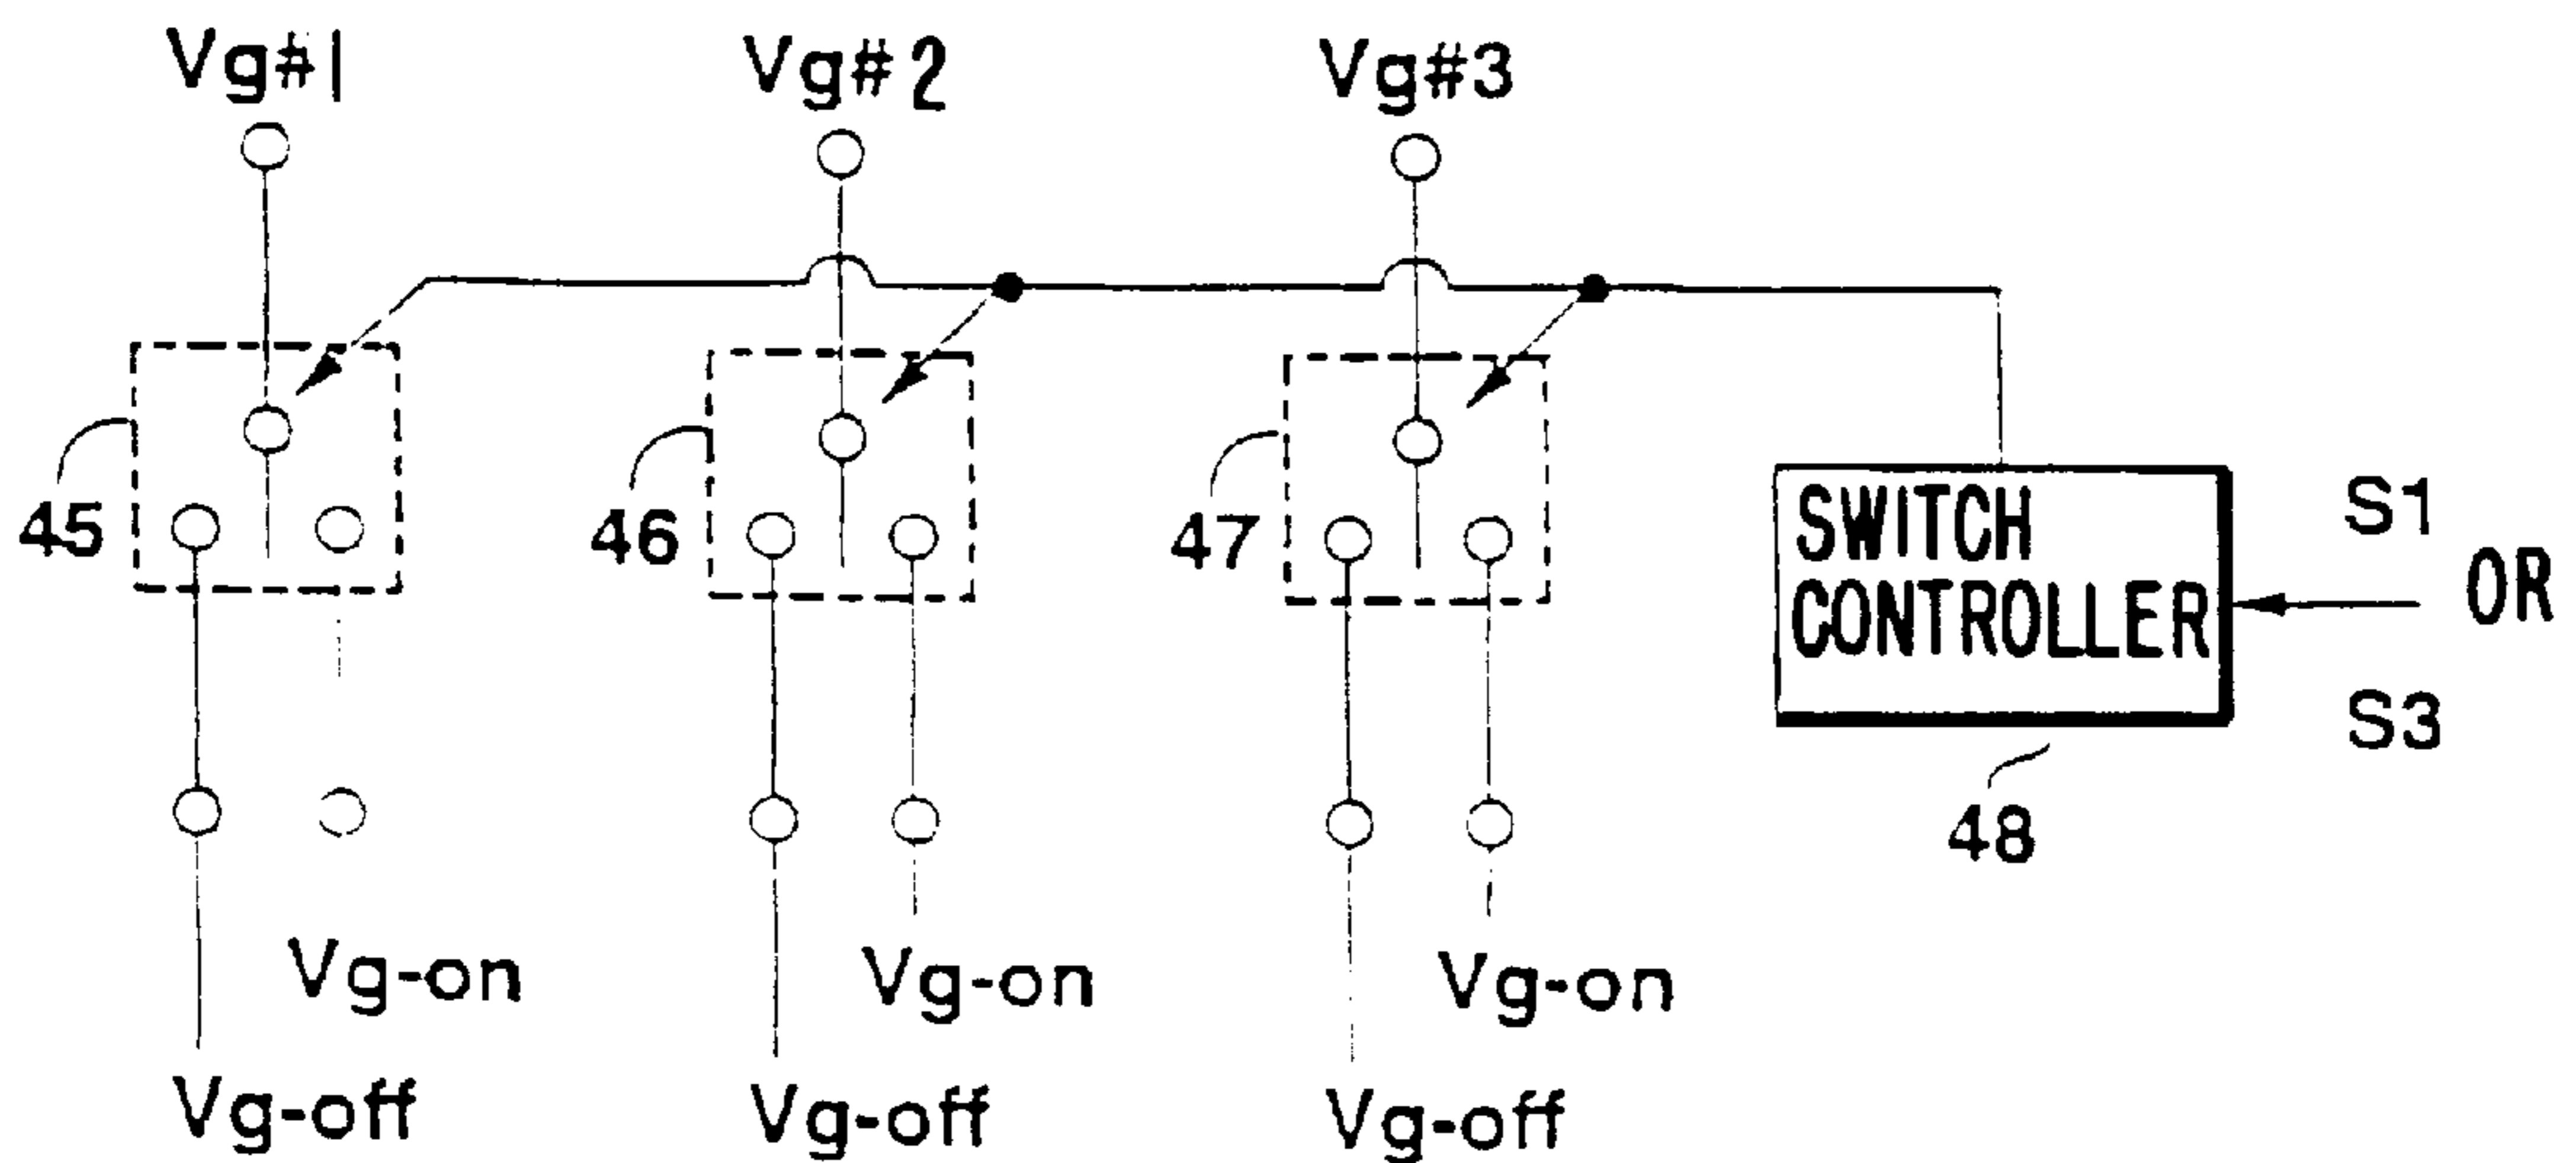 Vg#1
Vg#2
Vg#3
45
46
47
SWITCH
CONTROLLER
S1
OR
S3
48
Vg-on
Vg-on
Vg-on
Vg-off
Vg-off
Vg-off